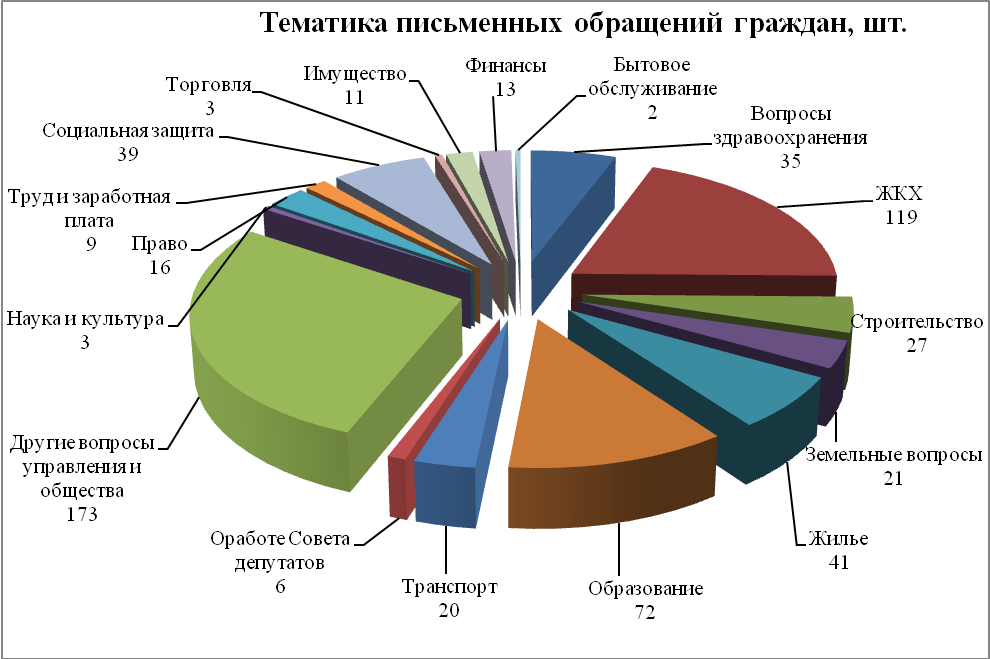 Тематика письменных обращений граждан, шт.
Финансы
13
Бытовое
обслуживание
2
Вопросы
здравоохранения
35
ЖКХ
119
Строительство
27
Земельные вопросы
21
Жилье
41
Образование
72
Транспорт
20
Оработе Совета
депутатов
6
Другие вопросы
управления и
общества
173
Наука и культура
3
Право
16
Труд и заработная
плата
9
Социальная защита
39
Торговля
3
Имущество
11